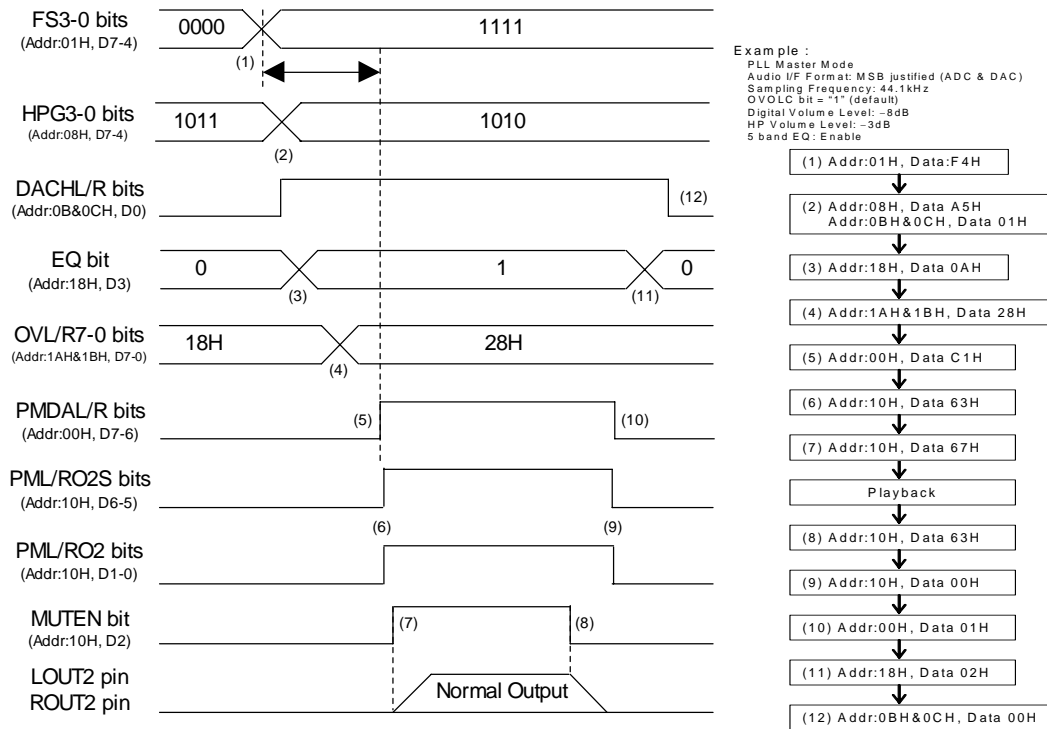 FS3-0 bits
(Addr:01H, D7-4)
0000
1111
(1)
HPG3-0 bits
(Addr:08H, D7-4)
1011
1010
(2)
DACHL/R bits
(Addr:0B&0CH, D0)
(12)
EQ bit
(Addr:18H, D3)
0
1
0
(3)
(11)
OVL/R7-0 bits
(Addr:1AH&1BH, D7-0)
18H
28H
(4)
PMDAL/R bits
(Addr:00H, D7-6)
(5)
(10)
PML/RO2S bits
(Addr:10H, D6-5)
(6)
(9)
PML/RO2 bits
(Addr:10H, D1-0)
MUTEN bit
(Addr:10H, D2)
(7)
(8)
LOUT2 pin
ROUT2 pin
Normal Output
Example :
PLL Master Mode
Audio I/F Format: MSB justified (ADC & DAC)
Sampling Frequency: 44.1kHz
OVOLC bit = "1" (default)
Digital Volume Level: −8dB
HP Volume Level: −3dB
5 band EQ: Enable
(1) Addr:01H, Data:F4H
(2) Addr:08H, Data A5H
Addr:0BH&0CH, Data 01H
(3) Addr:18H, Data 0AH
(4) Addr:1AH&1BH, Data 28H
(5) Addr:00H, Data C1H
(6) Addr:10H, Data 63H
(7) Addr:10H, Data 67H
Playback
(8) Addr:10H, Data 63H
(9) Addr:10H, Data 00H
(10) Addr:00H, Data 01H
(11) Addr:18H, Data 02H
(12) Addr:0BH&0CH, Data 00H